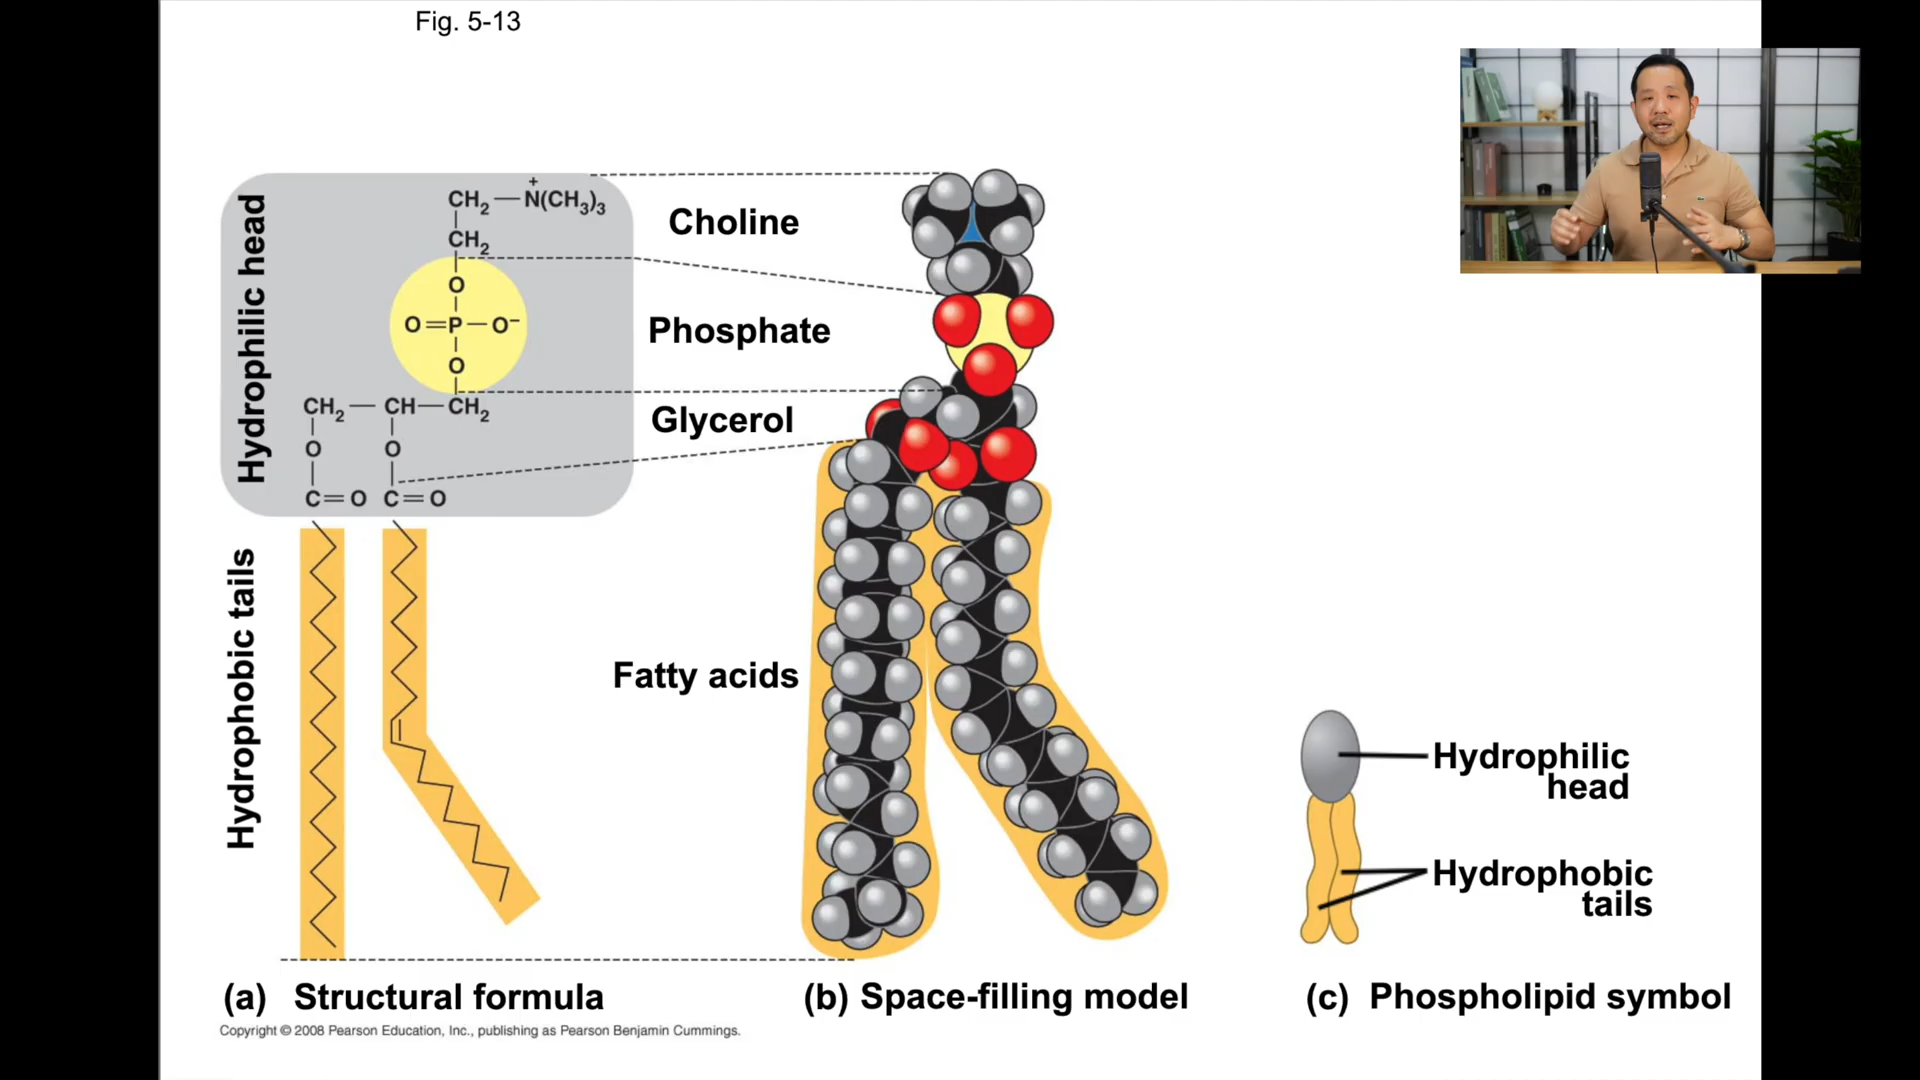 Fig. 5-13
Hydrophilic head
CH₂—N⁺(CH₃)₃
CH₂
O
O=P—O⁻
O
CH₂—CH—CH₂
O O
C=O C=O
Choline
Phosphate
Glycerol
Hydrophobic tails
Fatty acids
Hydrophilic
head
Hydrophobic
tails
(a) Structural formula
(b) Space-filling model
(c) Phospholipid symbol
Copyright © 2008 Pearson Education, Inc., publishing as Pearson Benjamin Cummings.